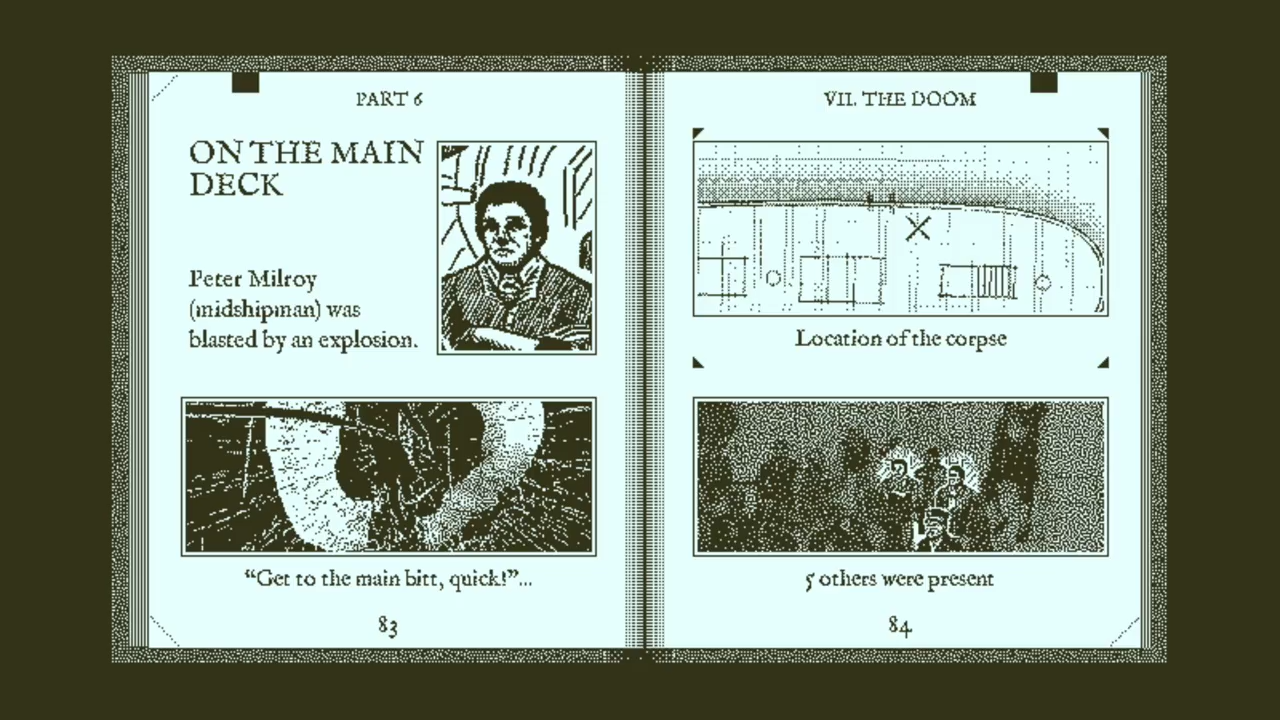 PART 6
ON THE MAIN
DECK
Peter Milroy
(midshipman) was
blasted by an explosion.
“Get to the main bitt, quick!”...
83
VII. THE DOOM
Location of the corpse
5 others were present
84